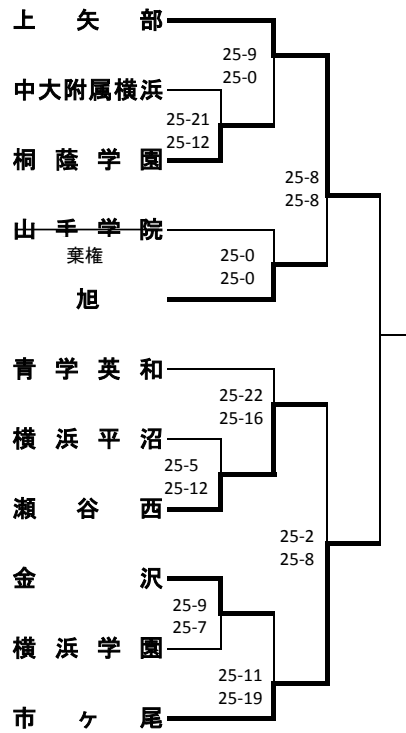 上矢部
25-9
25-0
中大附属横浜
25-21
25-12
桐蔭学園
25-8
25-8
山手学院
棄権
25-0
25-0
旭
青学英和
25-22
25-16
横浜平沼
25-5
25-12
瀬谷西
25-2
25-8
金沢
25-9
25-7
横浜学園
25-11
25-19
市ヶ尾